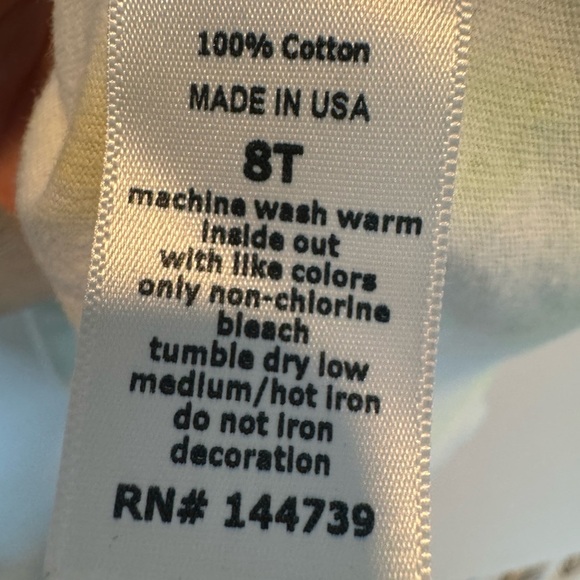 100% Cotton
MADE IN USA
8T
machine wash warm
inside out
with like colors
only non-chlorine
bleach
tumble dry low
medium/hot iron
do not iron
decoration
RN# 144739